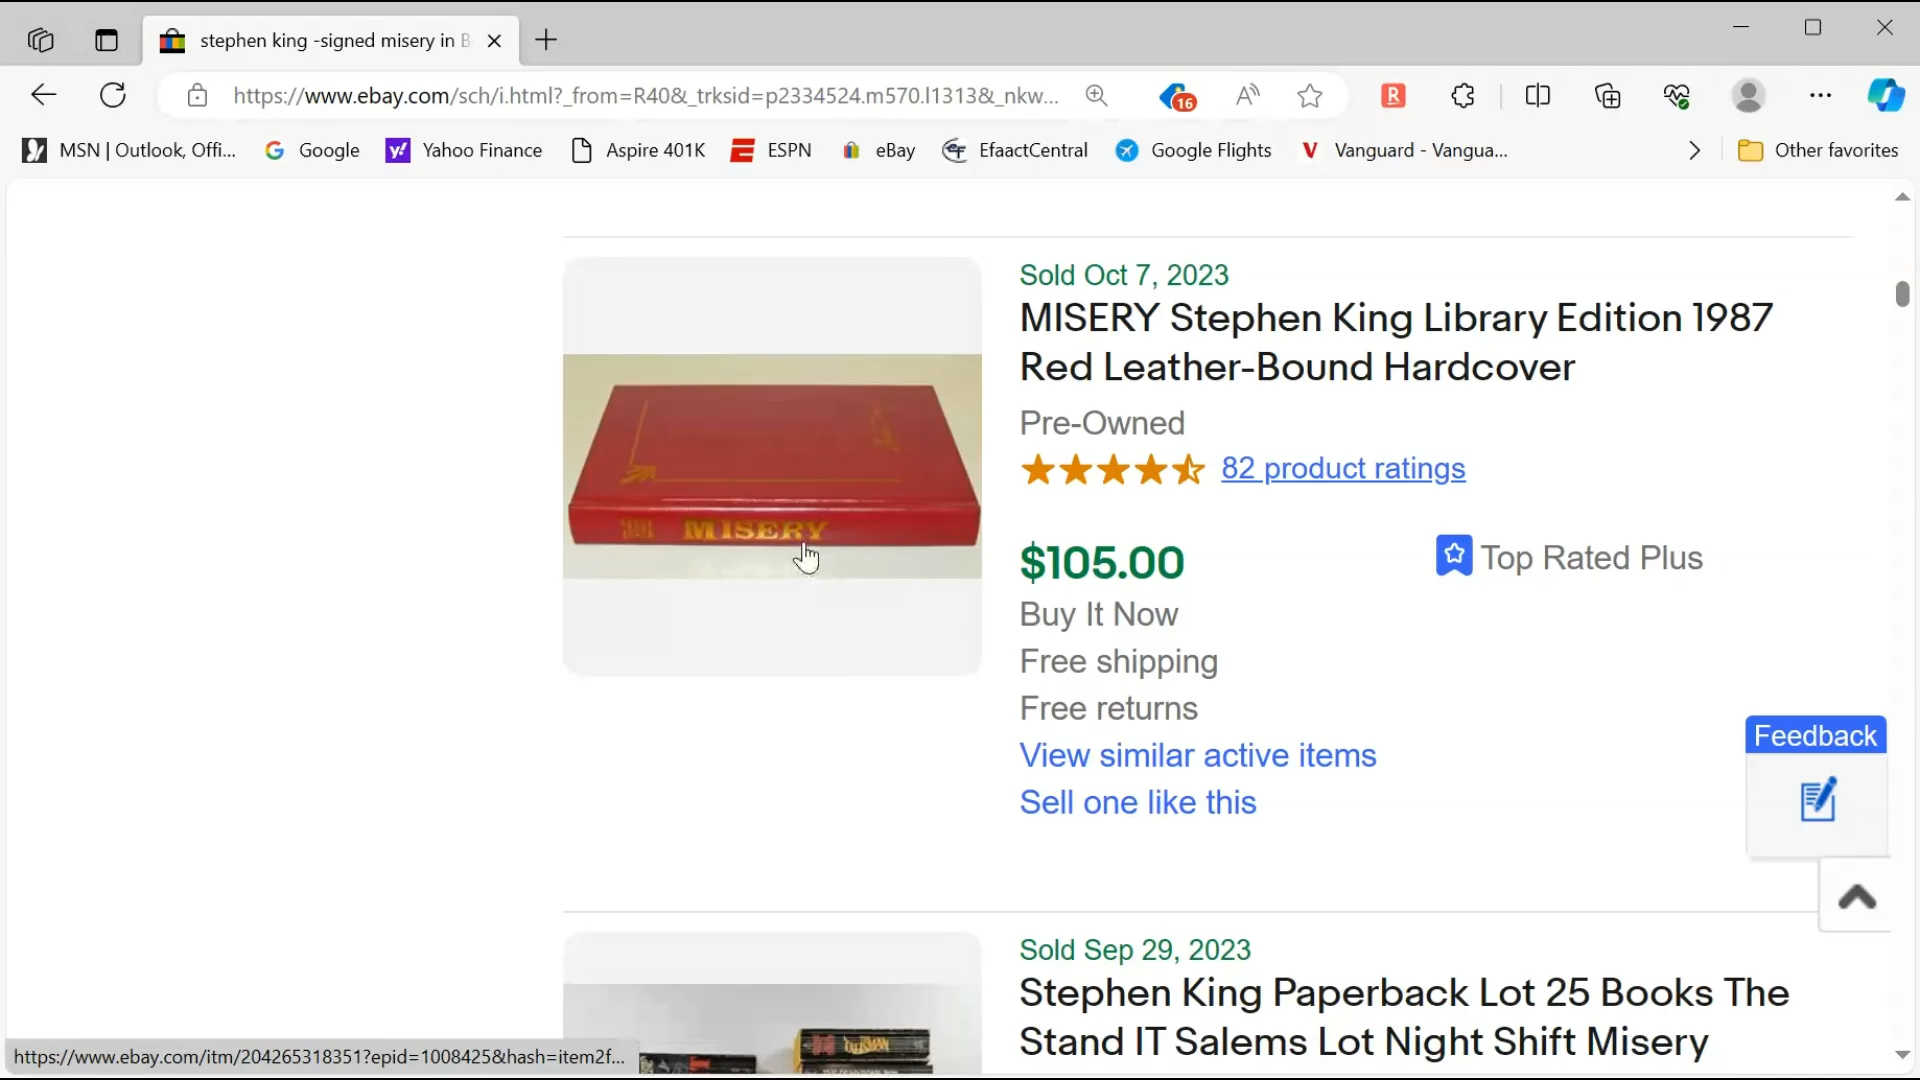 stephen king -signed misery in B
https://www.ebay.com/sch/i.html?_from=R40&_trksid=p2334524.m570.l1313&_nkw...
16
R
MSN | Outlook, Offi...
Google
Yahoo Finance
Aspire 401K
ESPN
eBay
EfaactCentral
Google Flights
Vanguard - Vangua...
Other favorites
Sold Oct 7, 2023
MISERY Stephen King Library Edition 1987
Red Leather-Bound Hardcover
Pre-Owned
82 product ratings
MISERY
$105.00
Top Rated Plus
Buy It Now
Free shipping
Free returns
View similar active items
Sell one like this
Feedback
Sold Sep 29, 2023
Stephen King Paperback Lot 25 Books The
Stand IT Salems Lot Night Shift Misery
https://www.ebay.com/itm/204265318351?epid=1008425&hash=item2f...